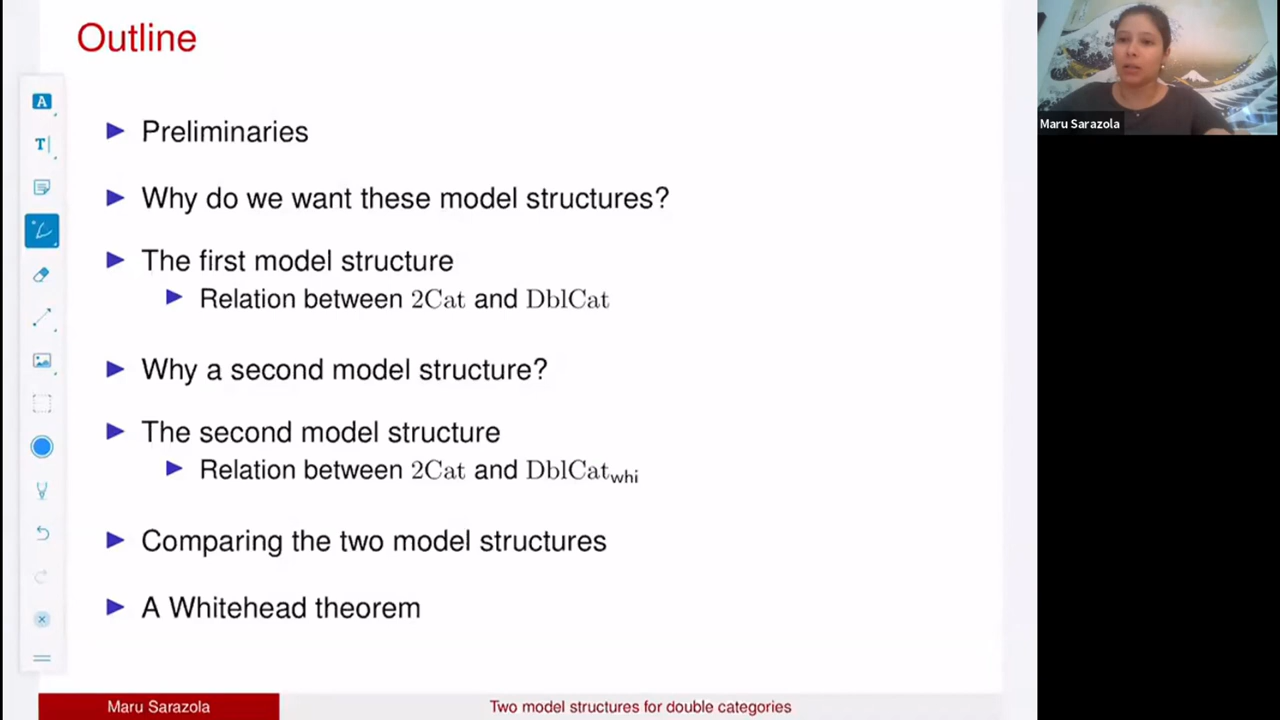 Outline
Preliminaries
Why do we want these model structures?
The first model structure
Relation between 2Cat and DblCat
Why a second model structure?
The second model structure
Relation between 2Cat and DblCat_whi
Comparing the two model structures
A Whitehead theorem
Maru Sarazola
Two model structures for double categories
Maru Sarazola
A
T